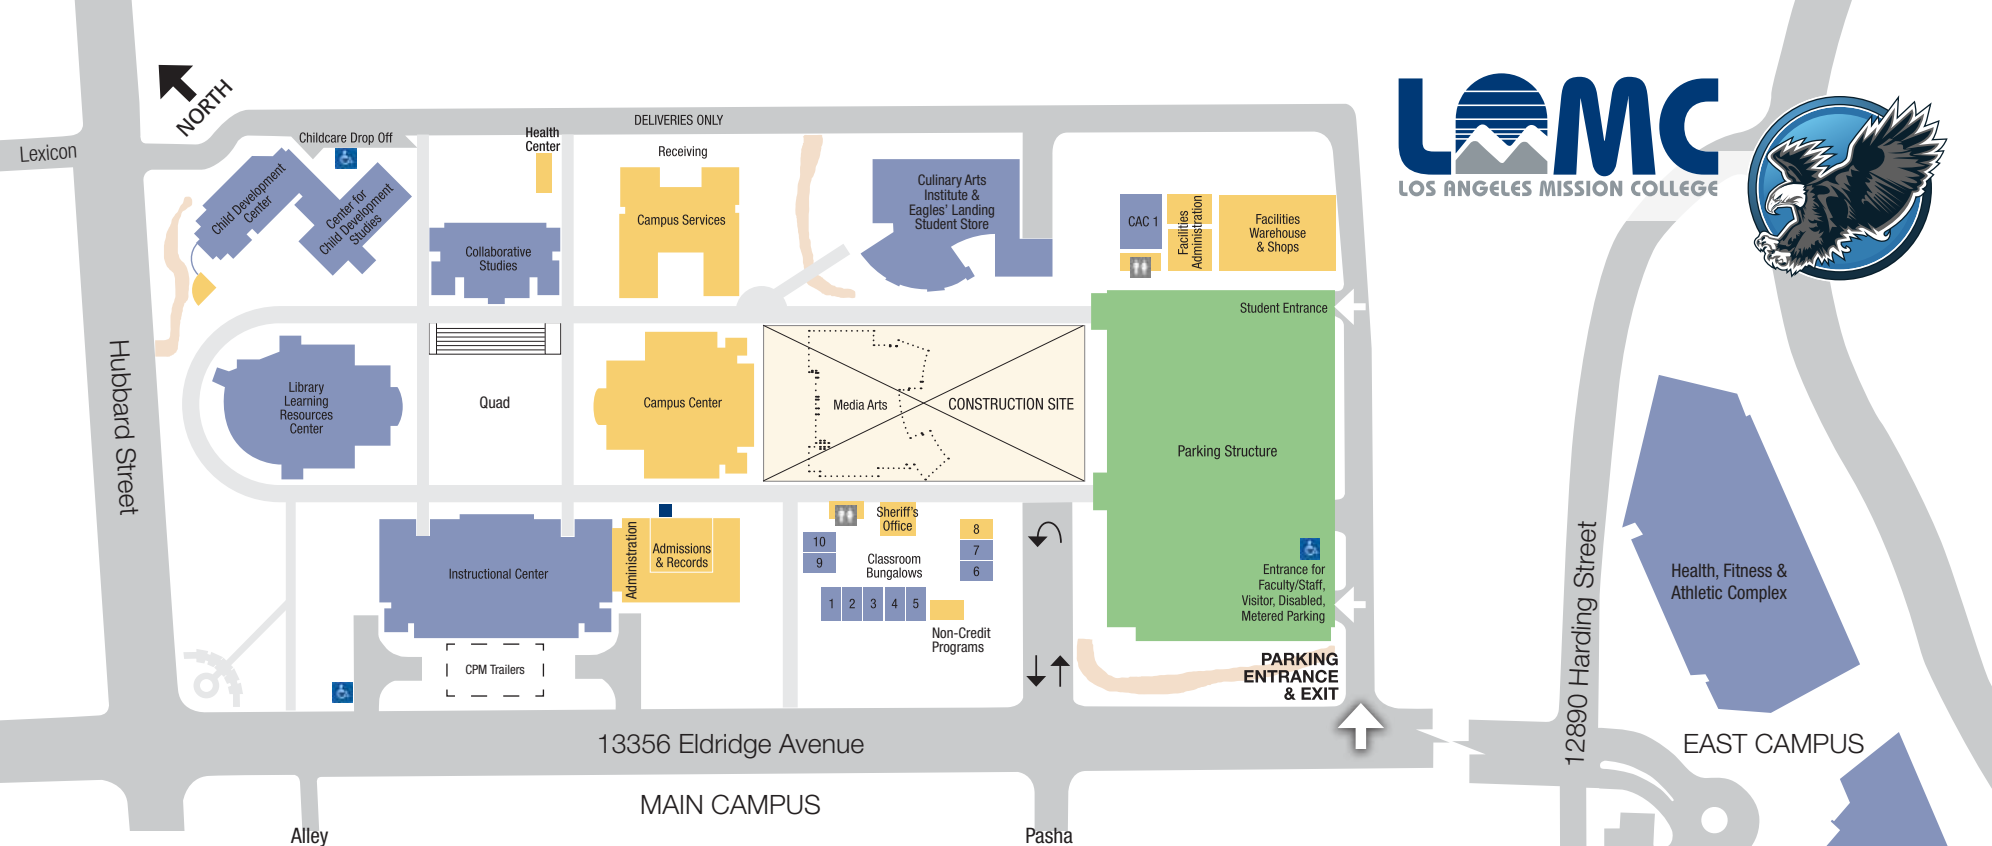 LAMC
LOS ANGELES MISSION COLLEGE
NORTH
Lexicon
Childcare Drop Off
Health
Center
DELIVERIES ONLY
Receiving
Child Development
Center
Center for
Child Development
Studies
Collaborative
Studies
Campus Services
Culinary Arts
Institute &
Eagles' Landing
Student Store
CAC 1
Facilities
Administration
Facilities
Warehouse
& Shops
Student Entrance
Hubbard Street
Library
Learning
Resources
Center
Quad
Campus Center
Media Arts
CONSTRUCTION SITE
Parking Structure
Instructional Center
Administration
Admissions
& Records
Sheriff's
Office
10
9
Classroom
Bungalows
8
7
6
1
2
3
4
5
Non-Credit
Programs
Entrance for
Faculty/Staff,
Visitor, Disabled,
Metered Parking
PARKING
ENTRANCE
& EXIT
CPM Trailers
Health, Fitness &
Athletic Complex
12890 Harding Street
EAST CAMPUS
13356 Eldridge Avenue
MAIN CAMPUS
Alley
Pasha